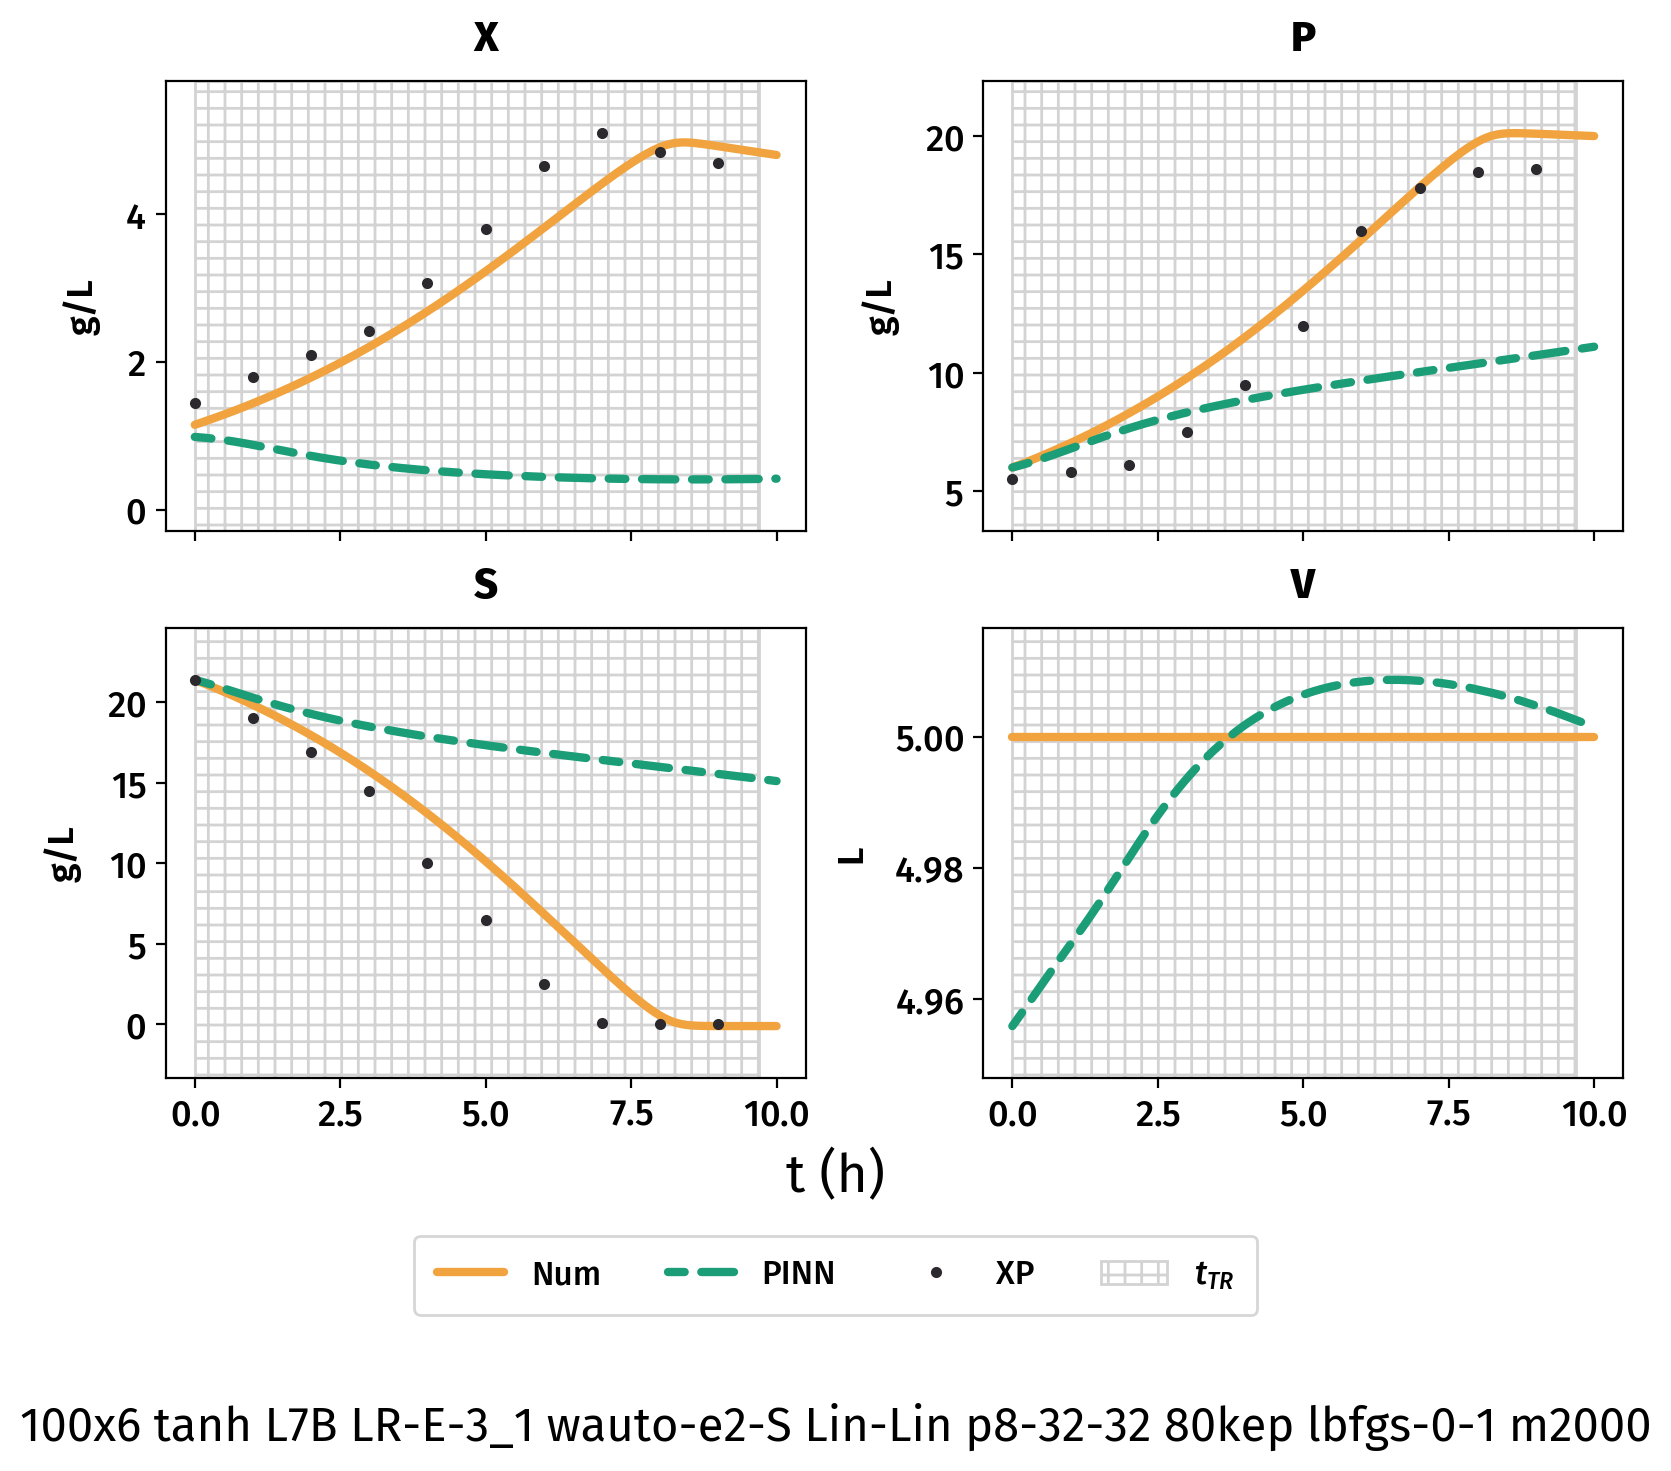 X
P
g/L
4
2
0
g/L
20
15
10
5
S
V
g/L
20
15
10
5
0
L
5.00
4.98
4.96
0.0 2.5 5.0 7.5 10.0
0.0 2.5 5.0 7.5 10.0
t (h)
Num PINN XP tTR
100x6 tanh L7B LR-E-3_1 wauto-e2-S Lin-Lin p8-32-32 80kep lbfgs-0-1 m2000